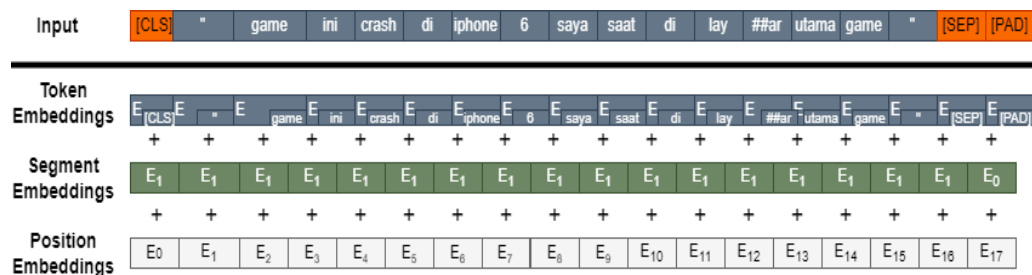 Input [CLS] " game ini crash di iphone 6 saya saat di lay ##ar utama game " [SEP] [PAD]
Token Embeddings E[CLS] E" Egame Eini Ecrash Edi Eiphone E6 Esaya Esaat Edi Elay E##ar Eutama Egame E" E[SEP] E[PAD]
+ + + + + + + + + + + + + + + + + +
Segment Embeddings E1 E1 E1 E1 E1 E1 E1 E1 E1 E1 E1 E1 E1 E1 E1 E1 E1 E0
+ + + + + + + + + + + + + + + + + +
Position Embeddings E0 E1 E2 E3 E4 E5 E6 E7 E8 E9 E10 E11 E12 E13 E14 E15 E16 E17